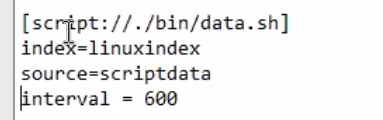 [script://./bin/data.sh]
index=linuxindex
source=scriptdata
interval = 600